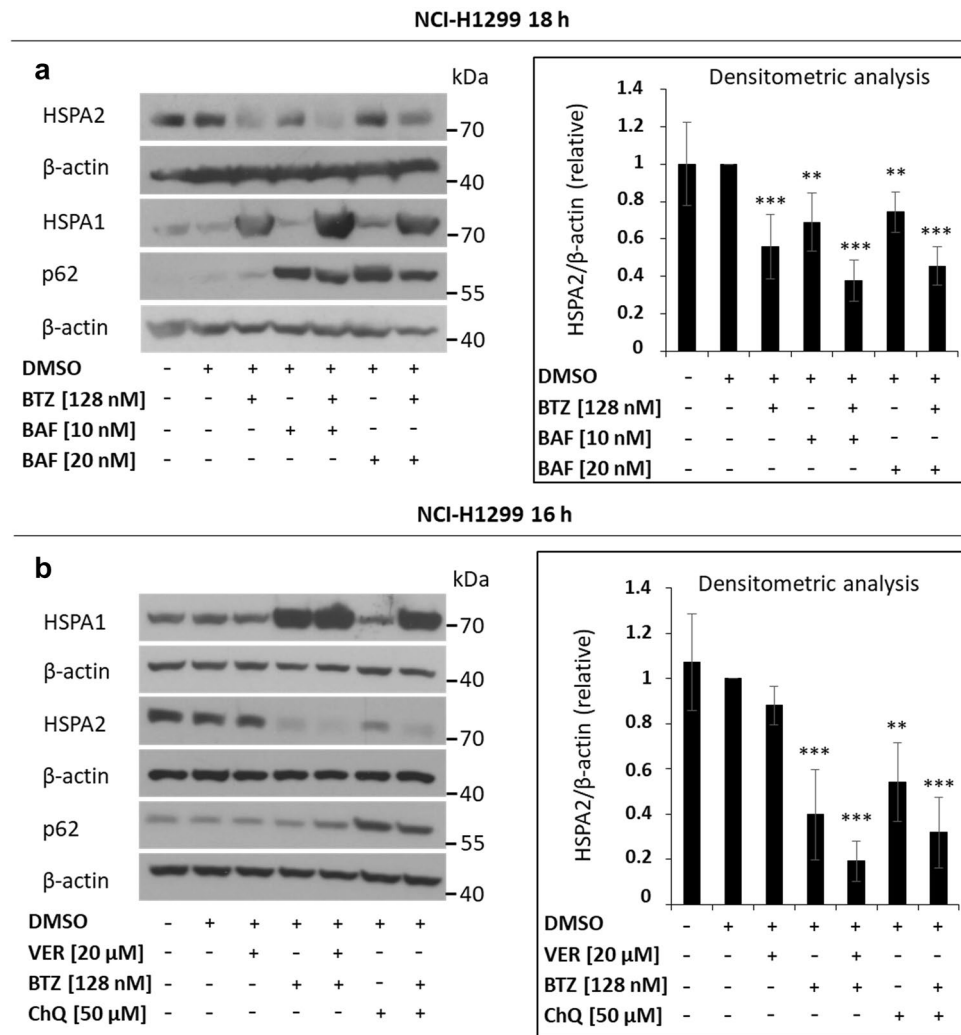 NCI-H1299 18 h
a
kDa
HSPA2
70
β-actin
40
HSPA1
70
p62
55
β-actin
40
DMSO - + + + + + +
BTZ [128 nM] - - + - + - +
BAF [10 nM] - - - + + - -
BAF [20 nM] - - - - - + +
Densitometric analysis
HSPA2/β-actin (relative)
1.4
1.2
1
0.8
0.6
0.4
0.2
0
*** ** *** ** ***
DMSO - + + + + + +
BTZ [128 nM] - - + - + - +
BAF [10 nM] - - - + + - -
BAF [20 nM] - - - - - + +
NCI-H1299 16 h
b
kDa
HSPA1
70
β-actin
40
HSPA2
70
β-actin
40
p62
55
β-actin
40
DMSO - + + + + + +
VER [20 µM] - - + - + - -
BTZ [128 nM] - - - + + - +
ChQ [50 µM] - - - - - + +
Densitometric analysis
HSPA2/β-actin (relative)
1.4
1.2
1
0.8
0.6
0.4
0.2
0
*** *** ** ***
DMSO - + + + + + +
VER [20 µM] - - + - + - -
BTZ [128 nM] - - - + + - +
ChQ [50 µM] - - - - - + +